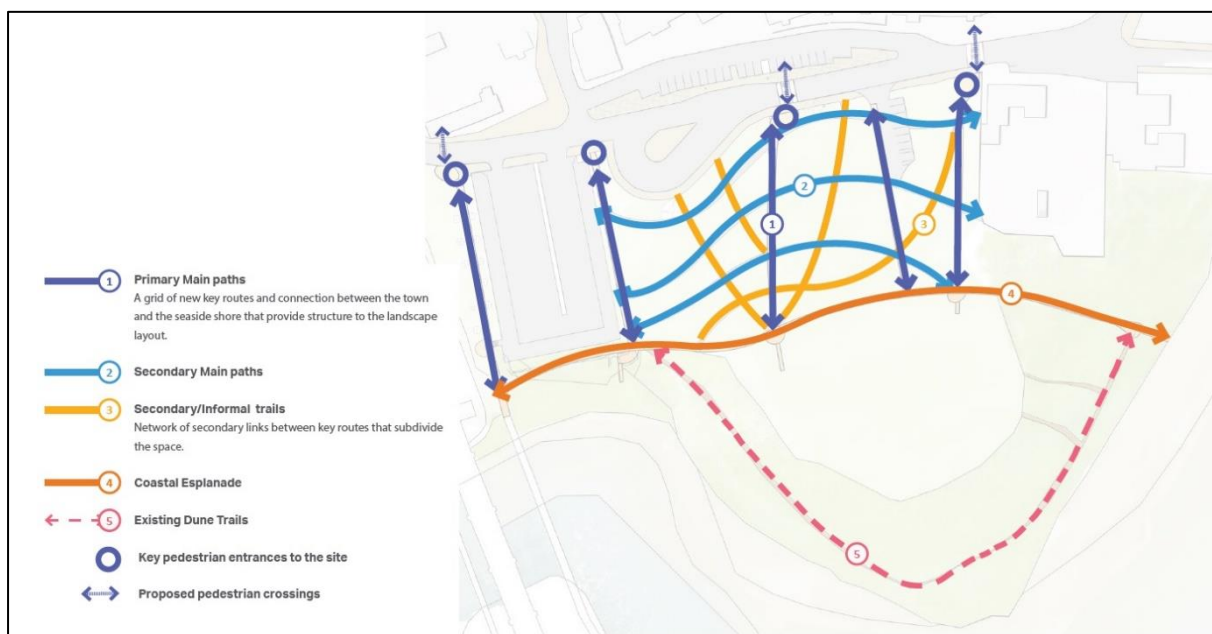 1 Primary Main paths
A grid of new key routes and connection between the town
and the seaside shore that provide structure to the landscape
layout.
2 Secondary Main paths
3 Secondary/Informal trails
Network of secondary links between key routes that subdivide
the space.
4 Coastal Esplanade
5 Existing Dune Trails
Key pedestrian entrances to the site
Proposed pedestrian crossings
2
1
3
4
5